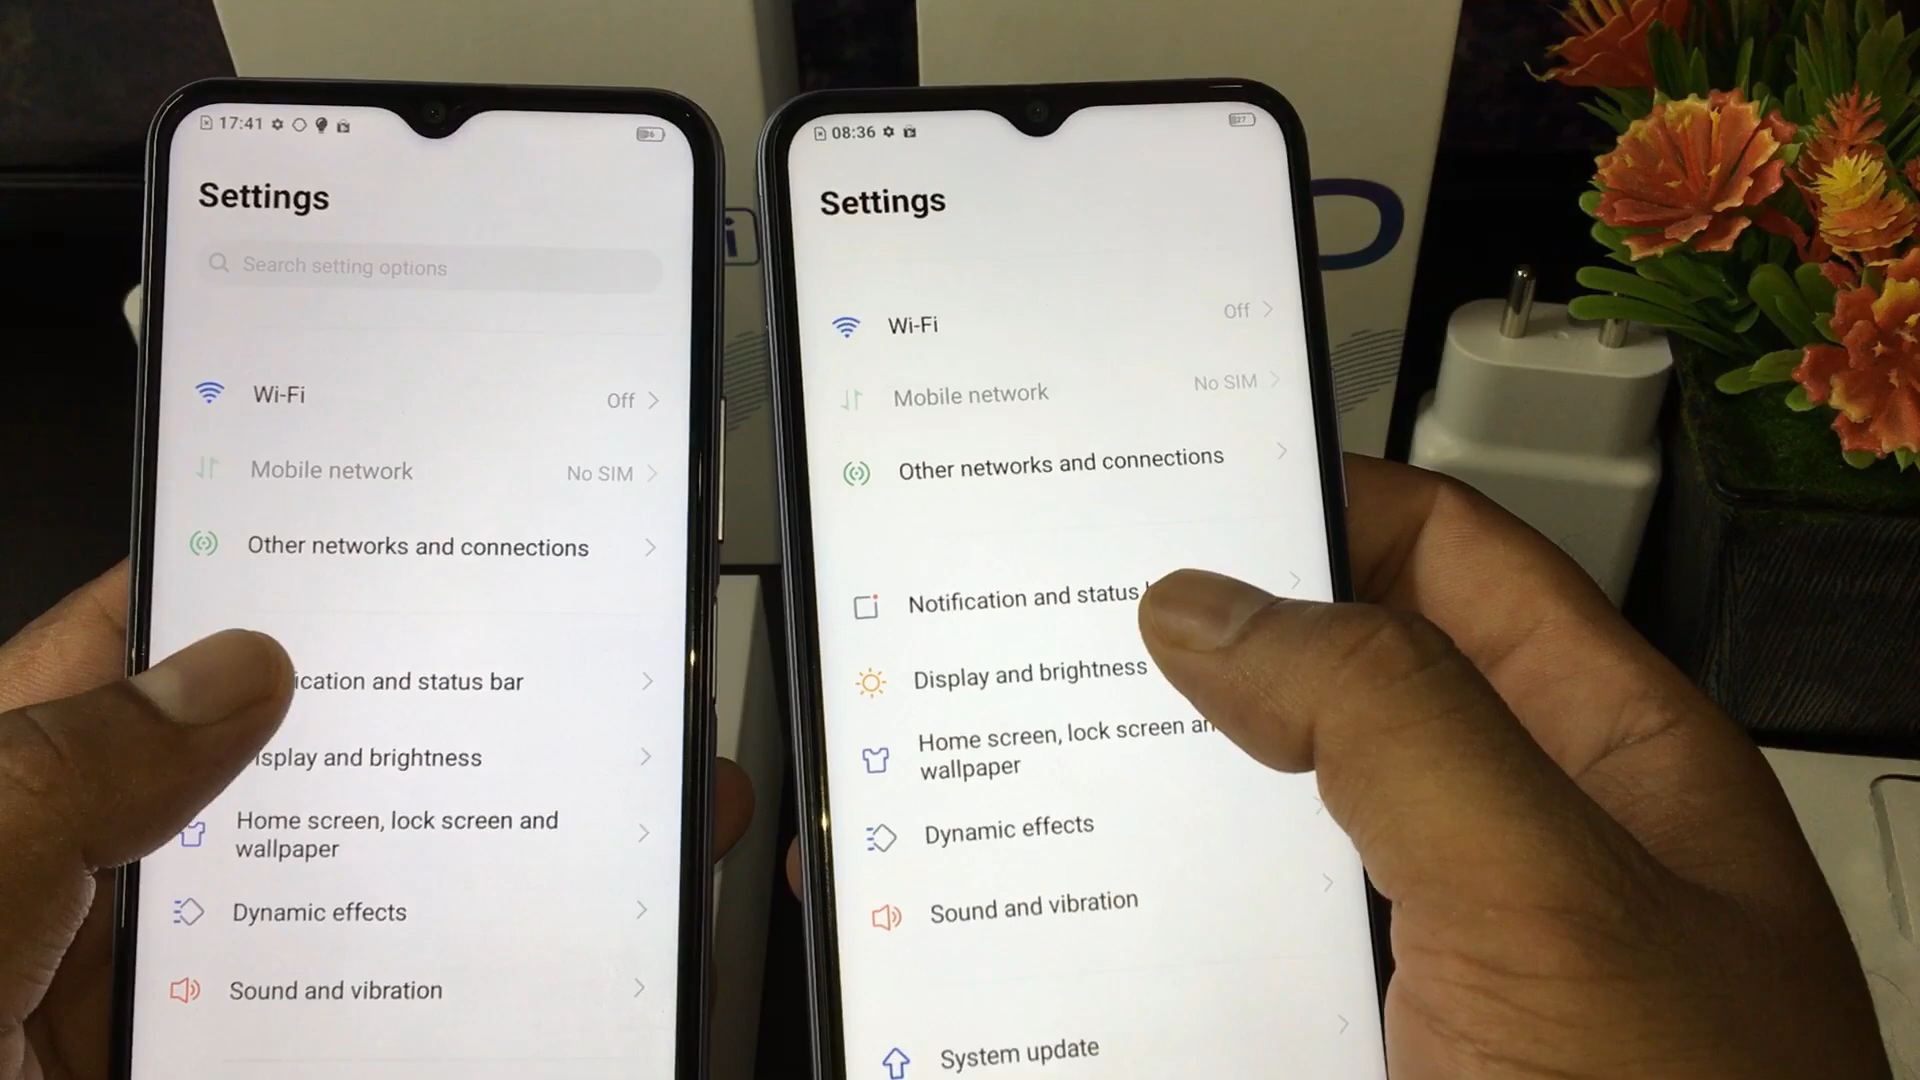 17:41
Settings
Search setting options
Wi-Fi
Off
Mobile network
No SIM
Other networks and connections
ication and status bar
isplay and brightness
Home screen, lock screen and
wallpaper
Dynamic effects
Sound and vibration
08:36
27
Settings
Wi-Fi
Off
Mobile network
No SIM
Other networks and connections
Notification and status
Display and brightness
Home screen, lock screen an
wallpaper
Dynamic effects
Sound and vibration
System update